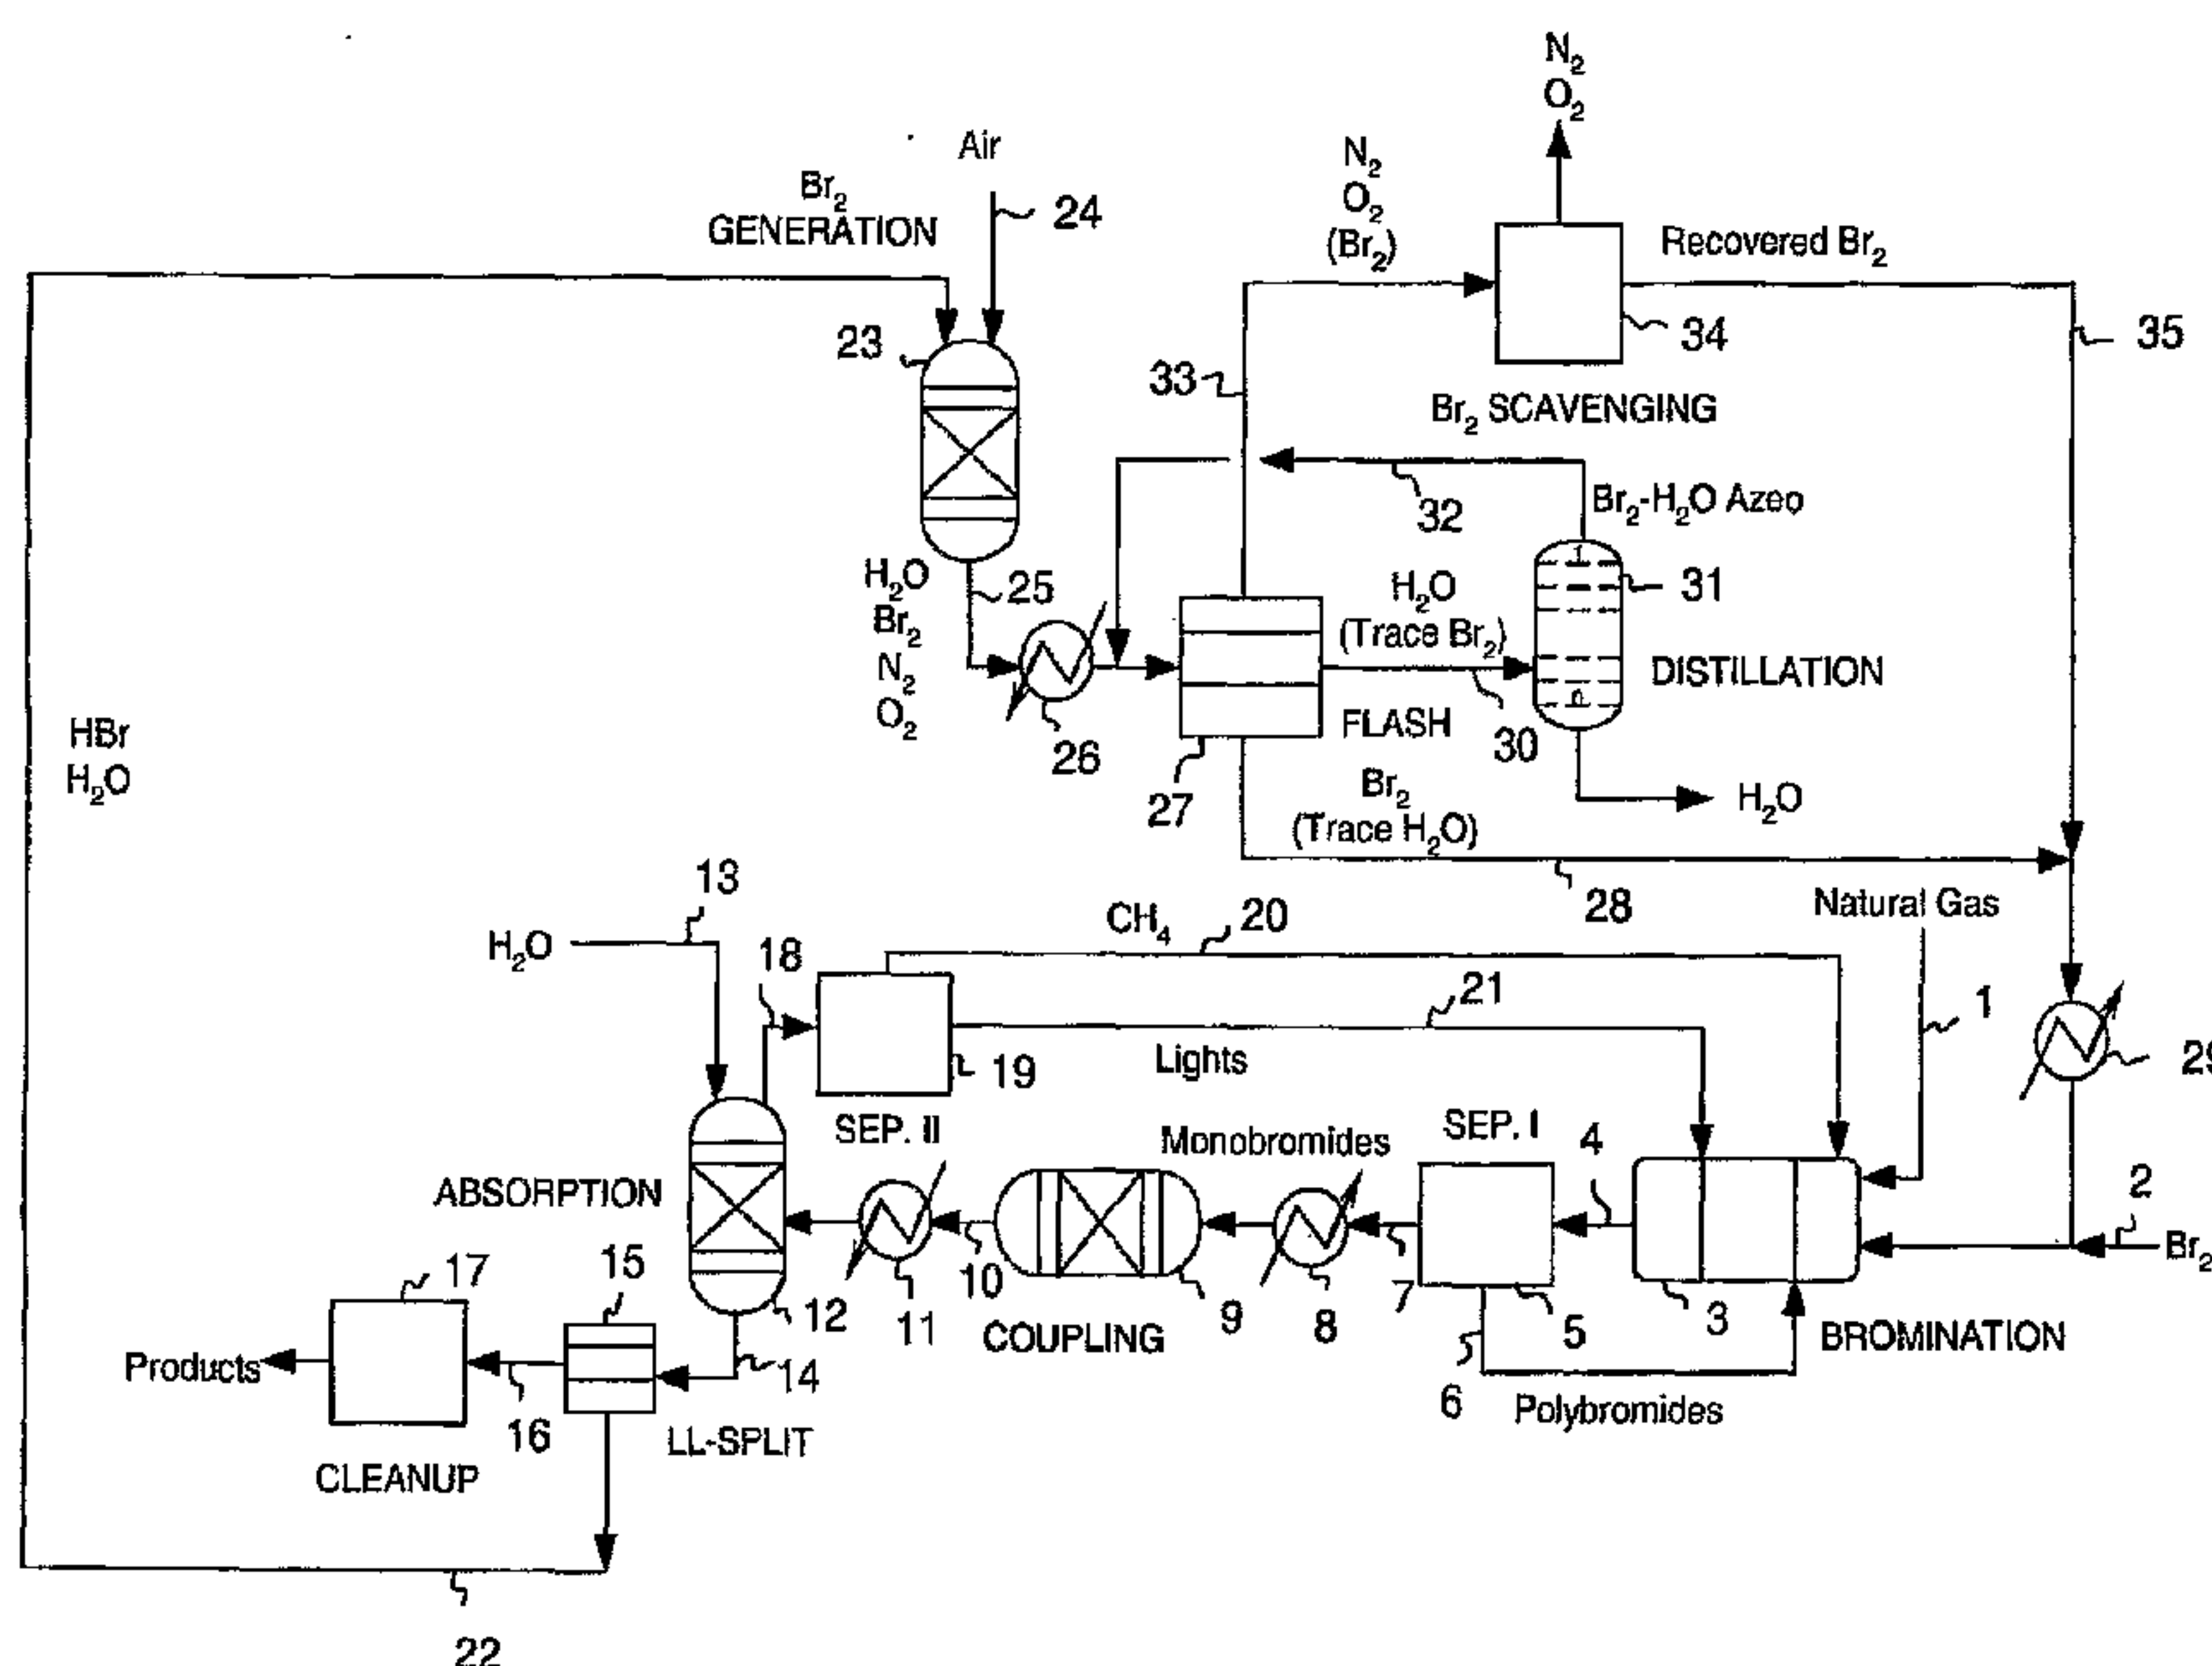 N₂
O₂
Air
24
Br₂
GENERATION
N₂
O₂
(Br₂)
Recovered Br₂
23
34
35
33
Br₂ SCAVENGING
32
Br₂-H₂O Azeo
H₂O
Br₂
N₂
O₂
25
H₂O
(Trace Br₂)
31
DISTILLATION
26
FLASH
30
27
Br₂
(Trace H₂O)
H₂O
HBr
H₂O
13
H₂O
18
CH₄
20
28
Natural Gas
21
1
19
Lights
29
SEP. II
Monobromides
SEP. I
4
2
Br₂
ABSORPTION
17
15
12
11
10
COUPLING
9
8
7
5
3
BROMINATION
Products
16
14
LL-SPLIT
6
Polybromides
CLEANUP
22